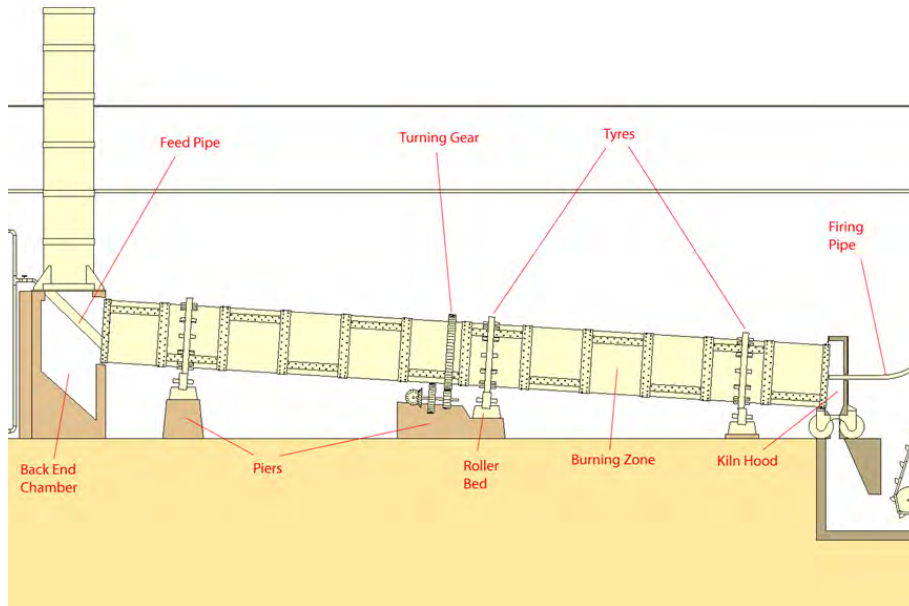 Feed Pipe
Turning Gear
Tyres
Firing
Pipe
Back End
Chamber
Piers
Roller
Bed
Burning Zone
Kiln Hood